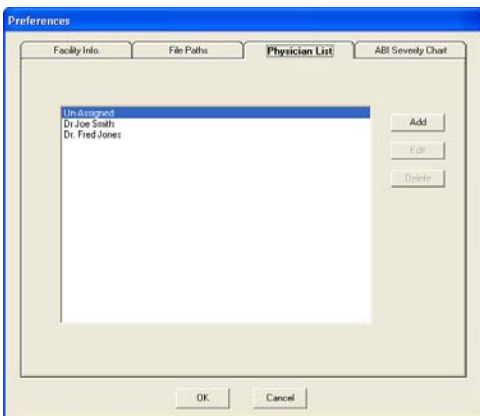 Preferences
Facility Info. File Paths Physician List ABI Severity Chart
Un-Assigned
Dr Joe Smith
Dr. Fred Jones
Add
Edit
Delete
OK Cancel